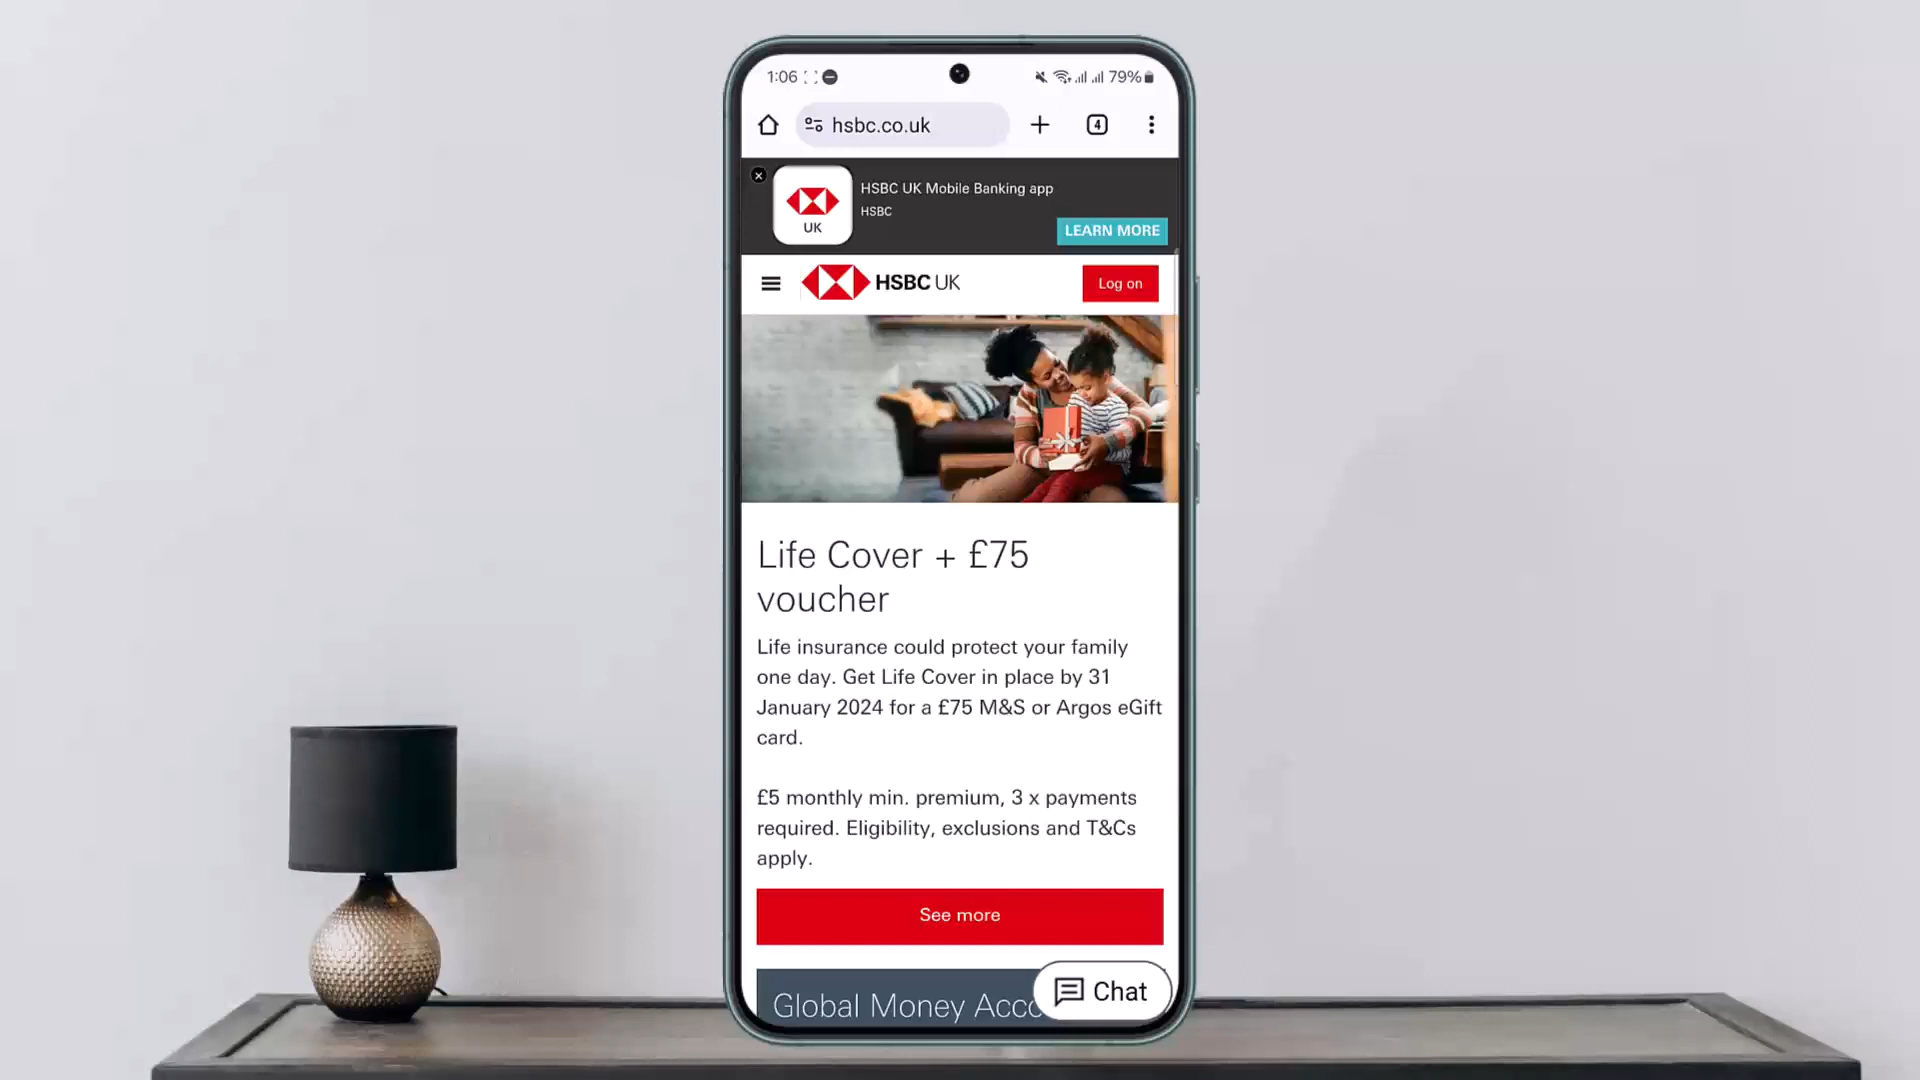 1:06
79%
hsbc.co.uk
4
HSBC UK Mobile Banking app
HSBC
UK
LEARN MORE
HSBC UK
Log on
Life Cover + £75
voucher
Life insurance could protect your family
one day. Get Life Cover in place by 31
January 2024 for a £75 M&S or Argos eGift
card.
£5 monthly min. premium, 3 x payments
required. Eligibility, exclusions and T&Cs
apply.
See more
Global Money
Chat